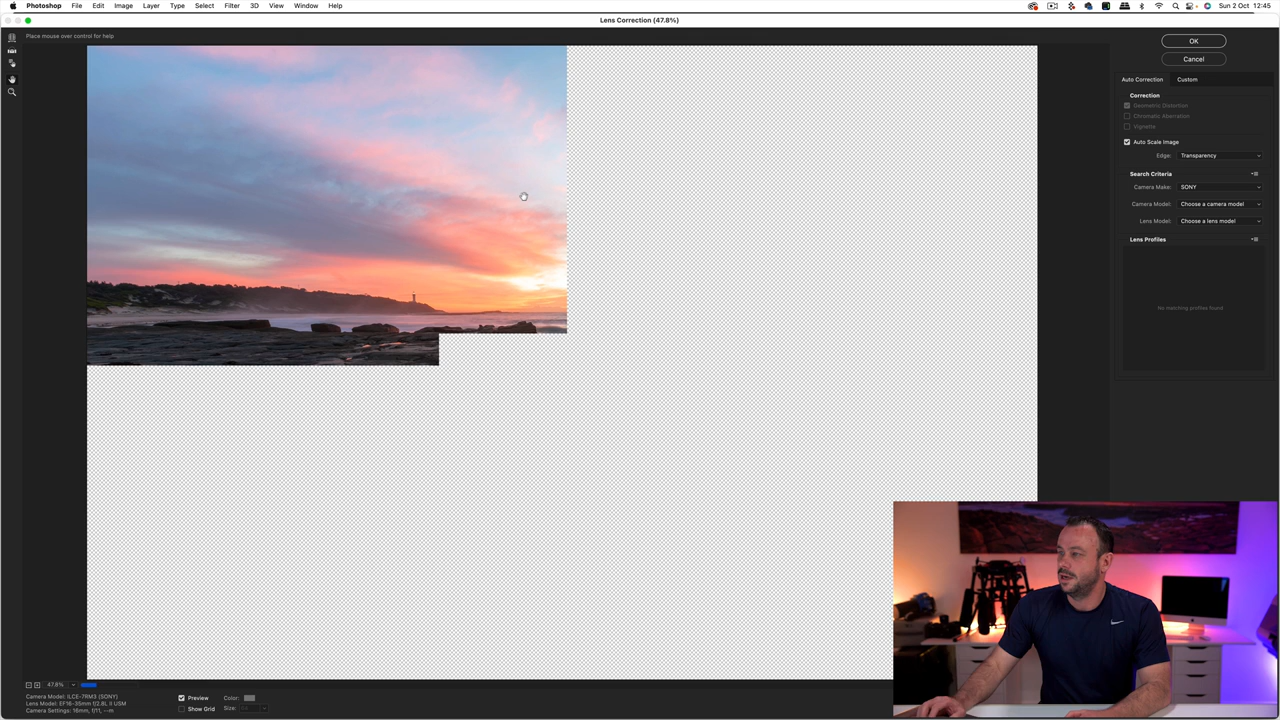 Photoshop File Edit Image Layer Type Select Filter 3D View Window Help Sun 2 Oct 12:45
Lens Correction (47.8%)
Place mouse over control for help
OK
Cancel
Auto Correction Custom
Correction
Geometric Distortion
Chromatic Aberration
Vignette
Auto Scale Image
Edge: Transparency
Search Criteria
Camera Make: SONY
Camera Model: Choose a camera model
Lens Model: Choose a lens model
Lens Profiles
No matching profiles found
47.8%
Camera Model: ILCE-7RM3 (SONY)
Lens Model: EF16-35mm f/2.8L II USM
Camera Settings: 16mm, f/11, --m
Preview Color:
Show Grid Size: